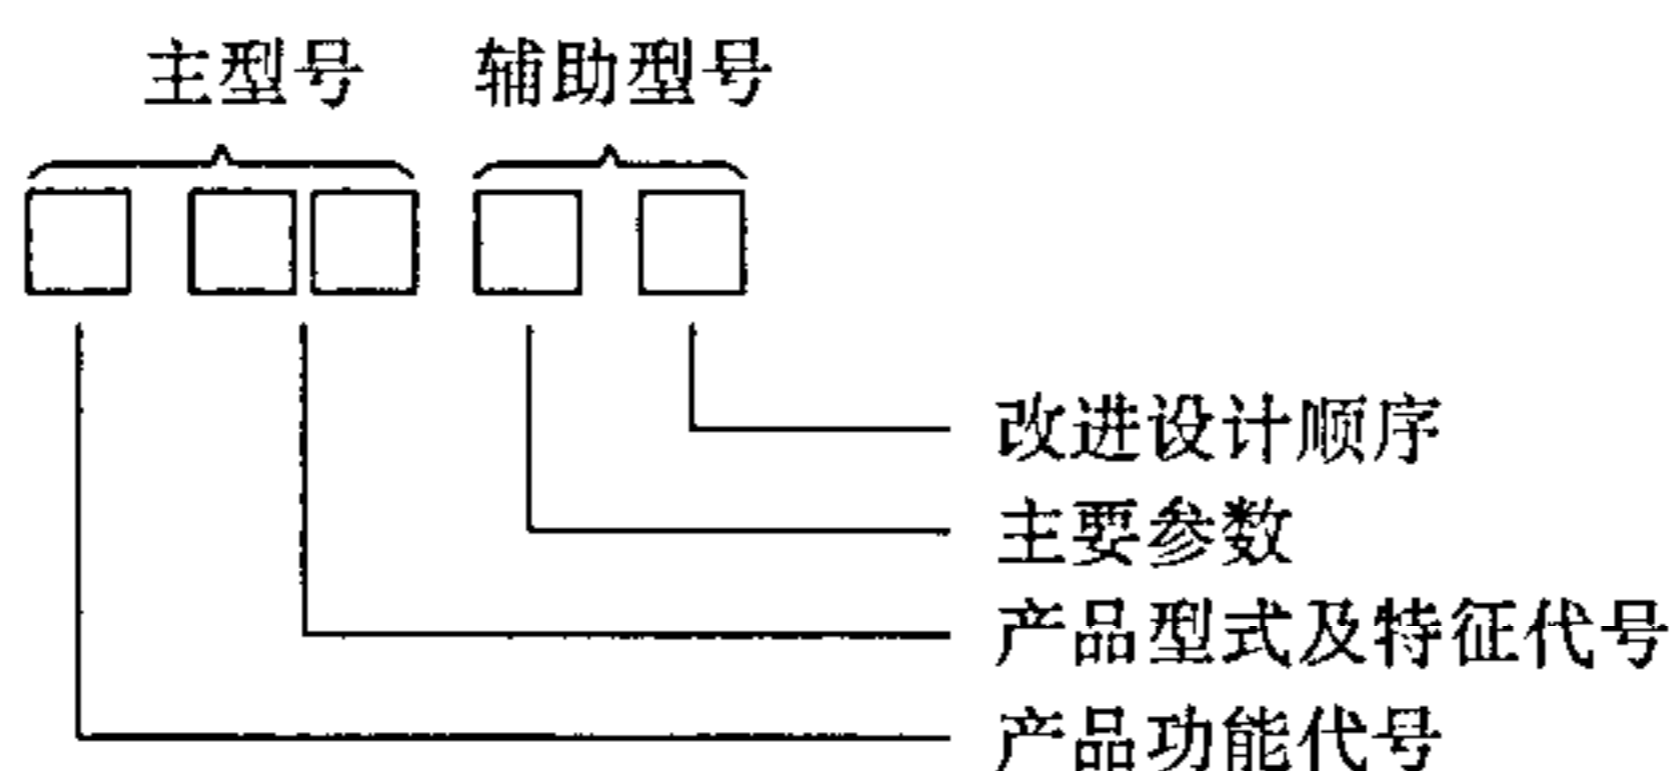 主型号 辅助型号
改进设计顺序
主要参数
产品型式及特征代号
产品功能代号